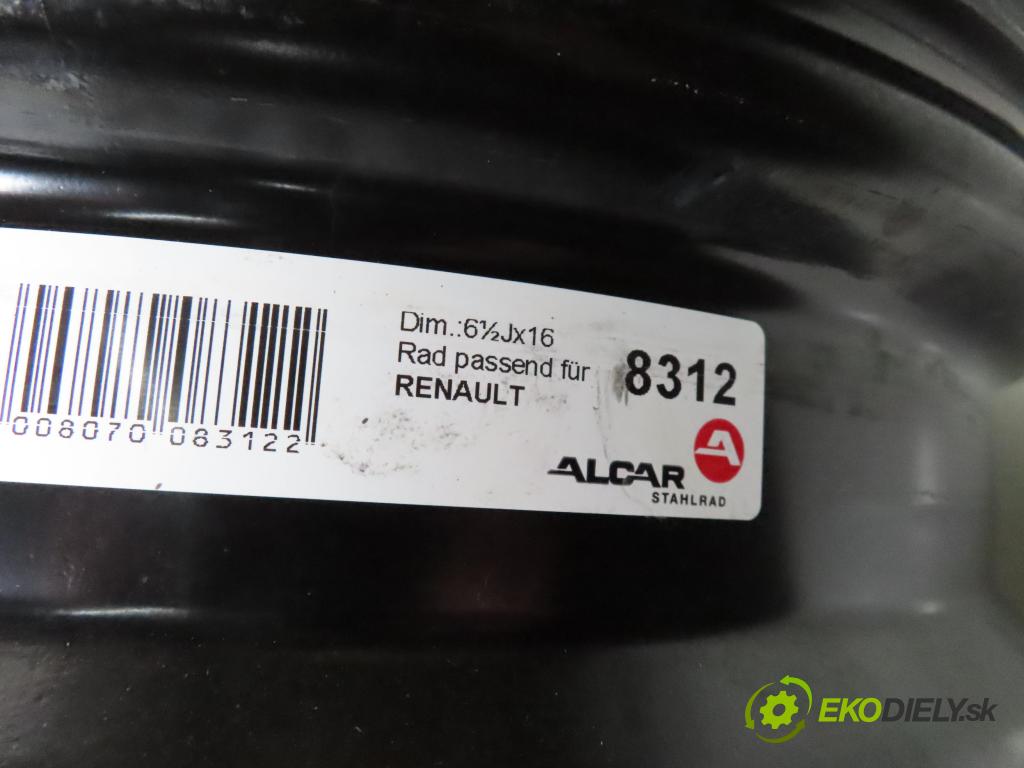 Dim.:6½Jx16
Rad passend für
RENAULT
8312
008070 083122
ALCAR
STAHLRAD
EKODIELY.sk